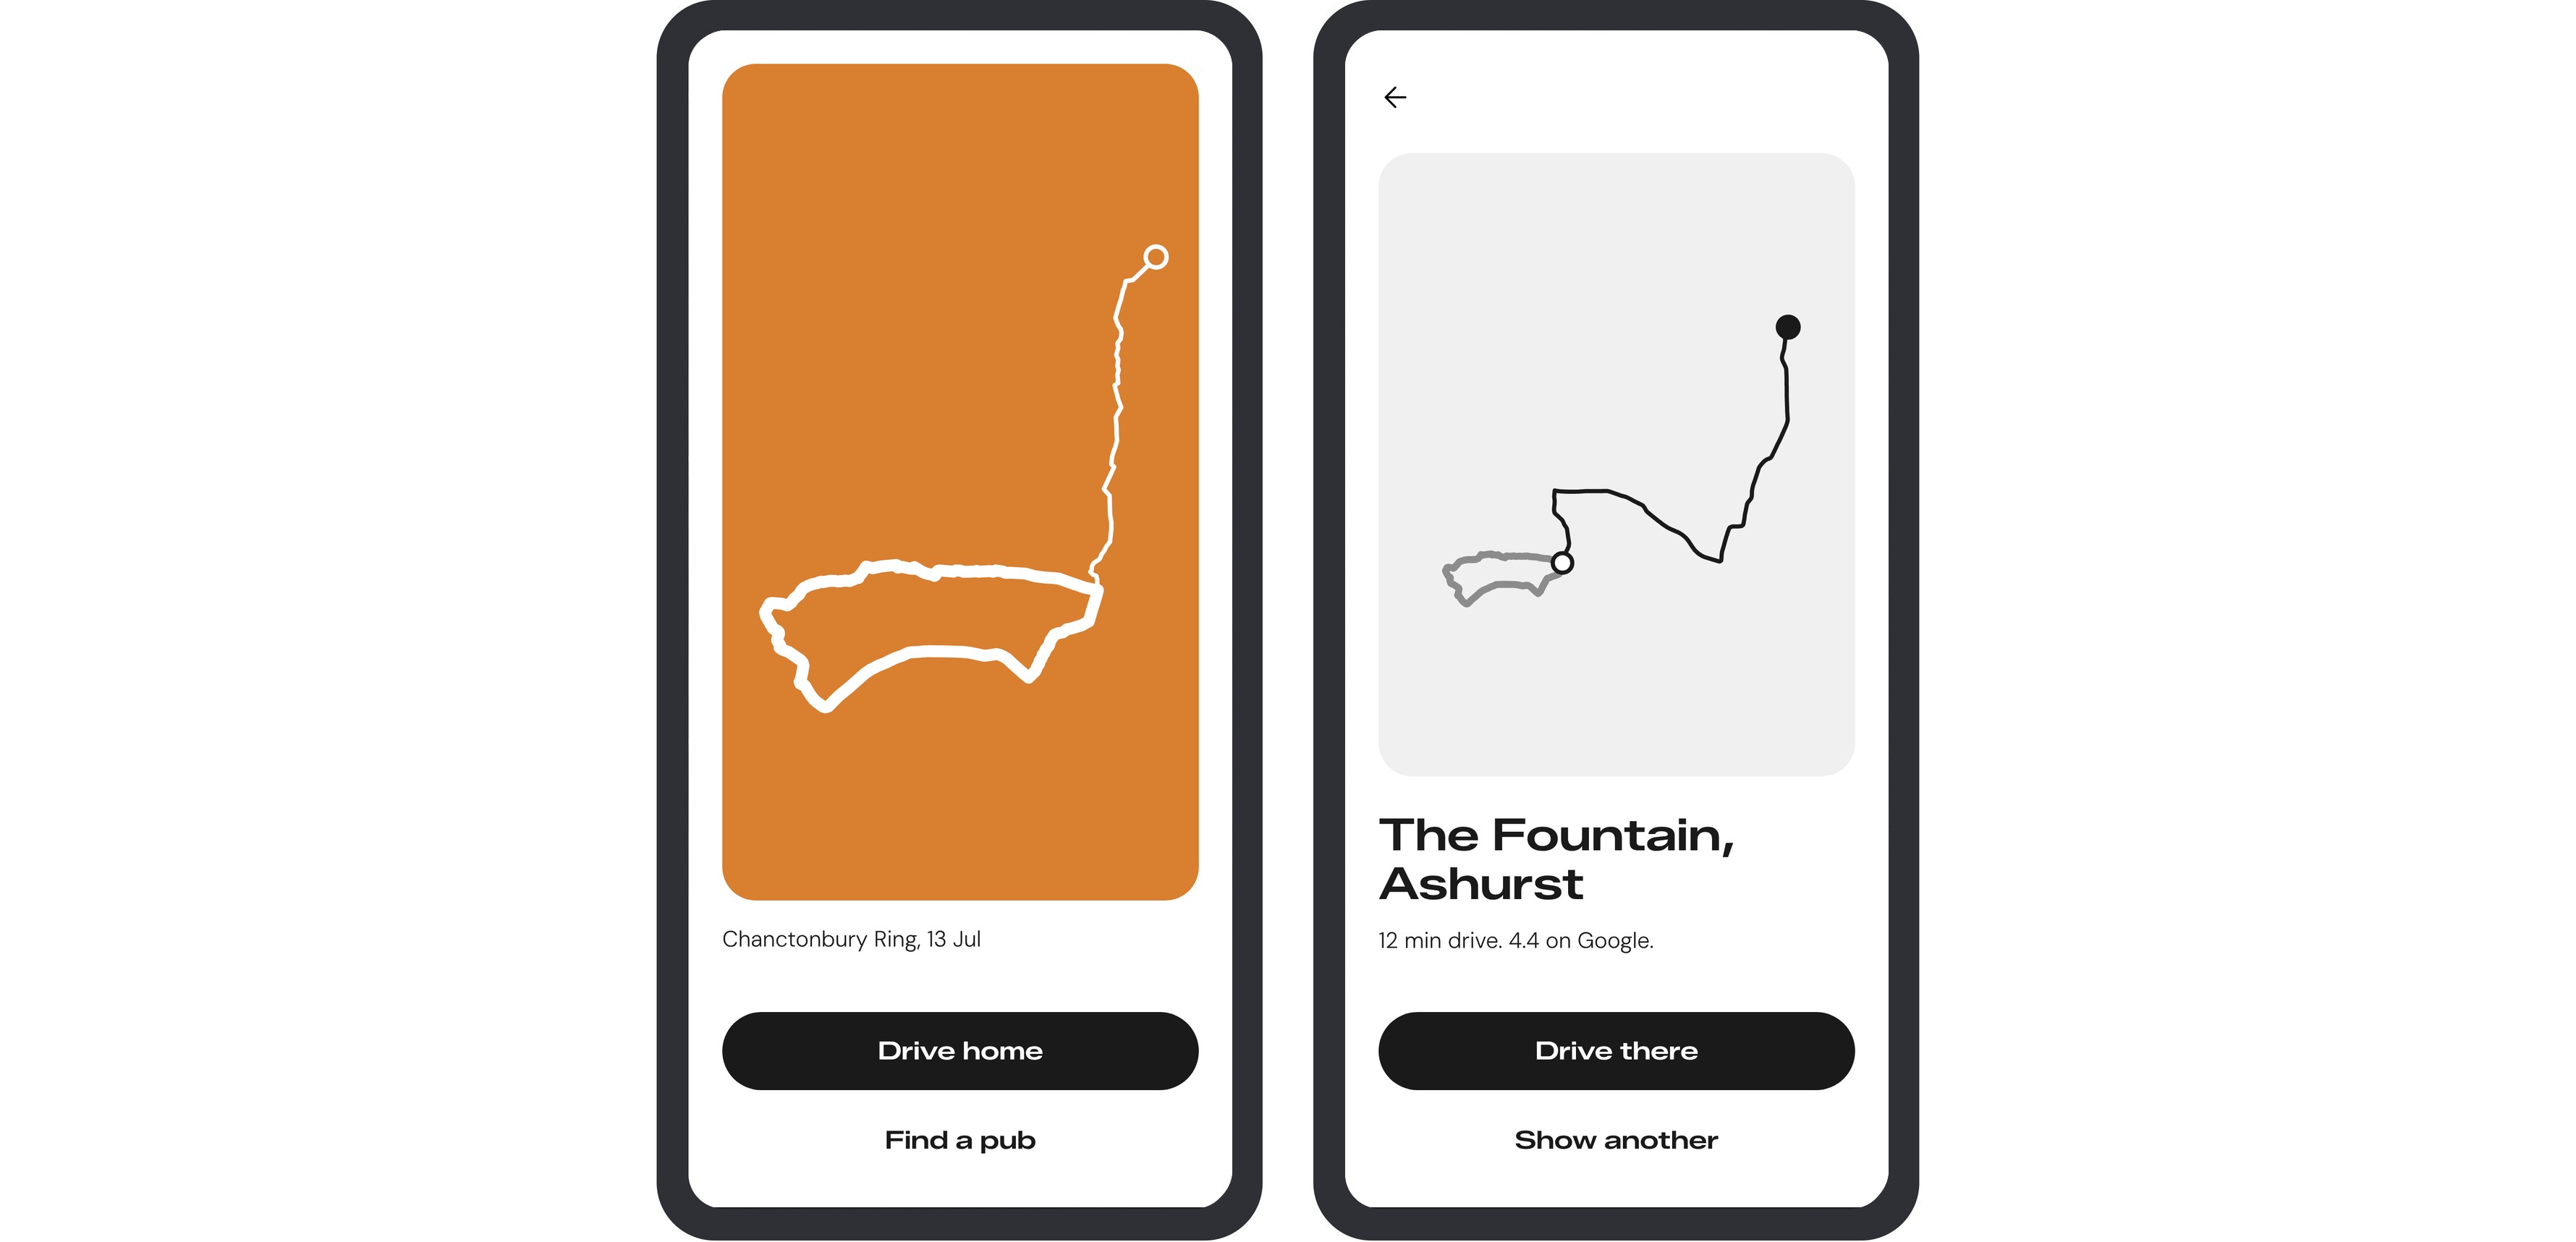 Chanctonbury Ring, 13 Jul
Drive home
Find a pub
The Fountain,
Ashurst
12 min drive. 4.4 on Google.
Drive there
Show another